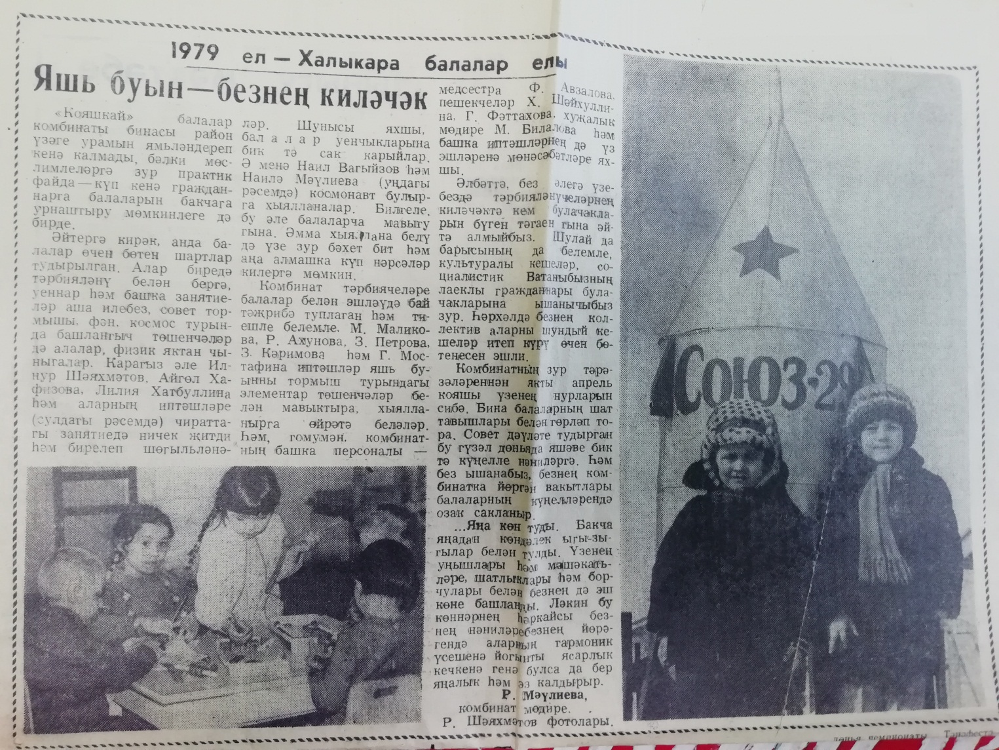 1979 ел — Халыкара балалар елы
Яшь буын—безнең киләчәк
«Кояшкай» балалар
комбинаты бинасы район
үзәге урамын ямьләндереп
кенә калмады, бәлки мөс-
лимлеләргә зур практик
файда—күп кенә граждан-
нарга балаларын бакчага
урнаштыру мөмкинлеге дә
бирде.
Әйтергә кирәк, анда ба-
лалар өчен бөтен шартлар
тудырылган. Алар биредә
тәрбияләнү белән бергә,
уеннар һәм башка занятие-
ләр аша илебез, совет тор-
мышы, фән, космос турын-
да башлангыч төшенчәләр
дә алалар, физик яктан чы-
ныгалар. Карагыз әле Ил-
нур Шәяхмәтов, Айгөл Ха-
физова, Лилия Хатбуллина
һәм аларның иптәшләре
(сулдагы рәсемдә) чиратта-
гы занятиедә ничек җитди
һәм бирелеп шөгыльләнә-
ләр. Шунысы яхшы,
балалар уенчыкларына
бик тә сак карыйлар.
Ә менә Наил Вагыйзов һәм
Наилә Мәүлиева (уңдагы
рәсемдә) космонавт булыр-
га хыялланалар. Билгеле,
бу әле балаларча мавыгу
гына. Әмма хыяллана белү
дә үзе зур бәхет бит һәм
аңа алмашка күп нәрсәләр
килергә мөмкин.
Комбинат тәрбиячеләре
балалар белән эшләүдә бай
тәҗрибә туплаган һәм ти-
ешле белемле. М. Малико-
ва, Р. Ахунова, З. Петрова,
З. Каримова һәм Г. Мос-
тафина иптәшләр яшь бу-
ынны тормыш турындагы
элементар төшенчәләр бе-
лән мавыктыра, хыялла-
нырга өйрәтә беләләр.
Һәм, гомумән, комбинат-
ның башка персоналы —
медсестра Ф. Авзалова,
пешекчеләр Х. Шәйхулли-
на, Г. Фәттахова, хуҗалык
мөдире М. Билалова һәм
башка иптәшләрнең дә үз
эшләренә мөнәсәбәтләре ях-
шы.
Әлбәттә, без әлегә үзе-
бездә тәрбияләнүчеләрнең
киләчәктә кем булачакла-
рын бүген төгаен гына әй-
тә алмыйбыз. Шулай да
барысының да белемле,
культуралы кешеләр, со-
циалистик Ватаныбызның
лаеклы гражданнары була-
чакларына ышанычыбыз
зур. Һәрхәлдә безнең кол-
лектив аларны шундый ке-
шеләр итеп күрү өчен бө-
тенесен эшли.
Комбинатның зур тәрә-
зәләреннән якты апрель
кояшы үзенең нурларын
сибә. Бина балаларның шат
тавышлары белән гөрләп то-
ра. Совет дәүләте тудырган
бу гүзәл дөньяда яшәве бик
тә күңелле нәниләргә. Һәм
без ышанабыз, безнең ком-
бинатка йөргән вакытлары
балаларның күңелләрендә
озак сакланыр.
...Яңа көн туды. Бакча
яңадан көндәлек ыгы-зы-
гылар белән тулды. Үзенең
уңышлары һәм мәшәкать-
ләре, шатлыклары һәм бор-
чулары белән безнең дә эш
көне башланды. Ләкин бу
көннәрнең һәркайсы без-
нең нәниләребезнең йөрә-
гендә аларның гармоник
үсешенә йогынты ясарлык
кечкенә генә булса да бер
яңалык һәм эз калдырыр.
Р. Мәүлиева,
комбинат мөдире.
Р. Шәяхмәтов фотолары.
СОЮЗ-29
дөнья чемпионаты